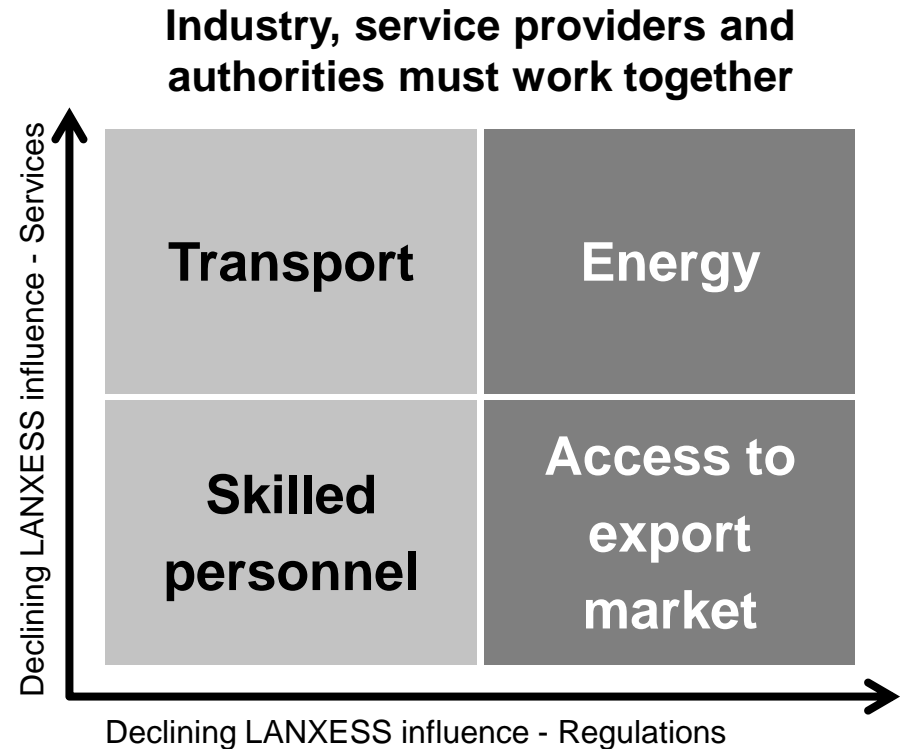 Industry, service providers and
authorities must work together
Declining LANXESS influence - Services
Transport
Energy
Skilled
personnel
Access to
export
market
Declining LANXESS influence - Regulations